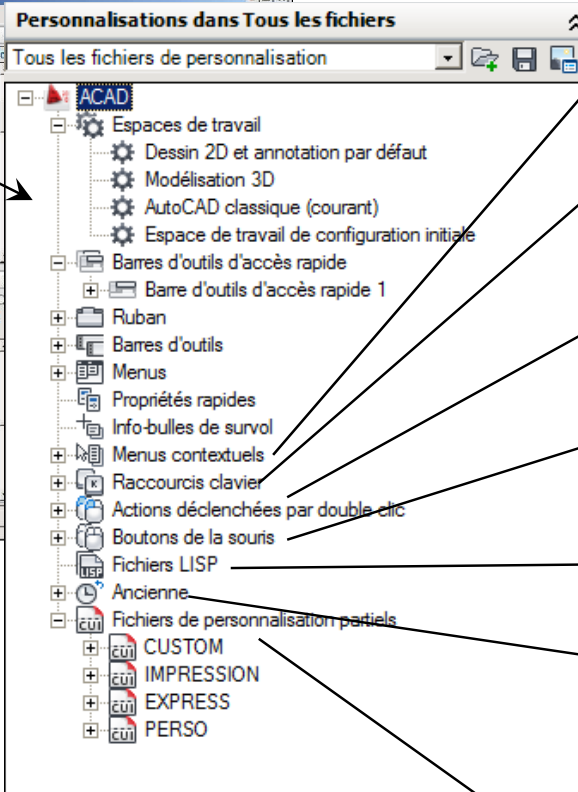 Personnalisations dans Tous les fichiers
Tous les fichiers de personnalisation
ACAD
Espaces de travail
Dessin 2D et annotation par défaut
Modélisation 3D
AutoCAD classique (courant)
Espace de travail de configuration initiale
Barres d'outils d'accès rapide
Barre d'outils d'accès rapide 1
Ruban
Barres d'outils
Menus
Propriétés rapides
Info-bulles de survol
Menus contextuels
Raccourcis clavier
Actions déclenchées par double clic
Boutons de la souris
Fichiers LISP
Ancienne
Fichiers de personnalisation partiels
CUSTOM
IMPRESSION
EXPRESS
PERSO